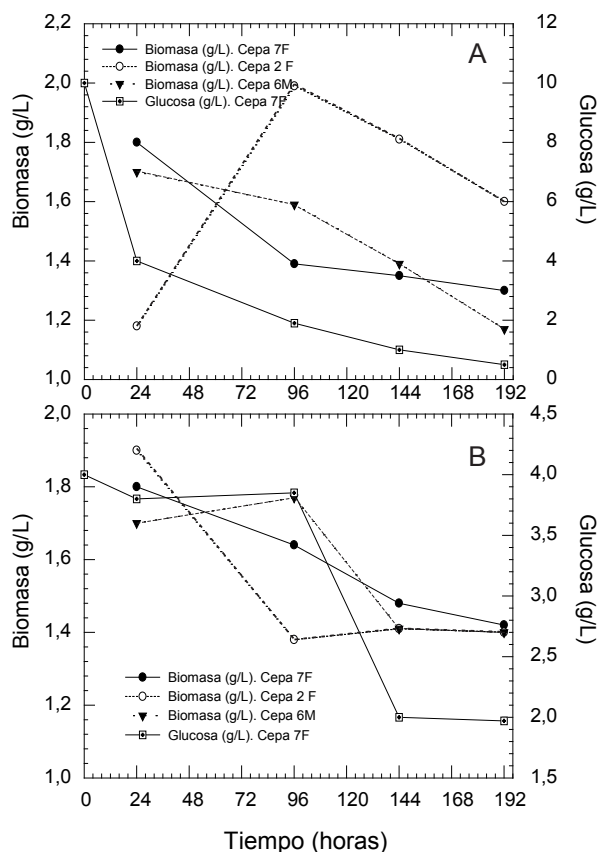 A
Biomasa (g/L). Cepa 7F
Biomasa (g/L). Cepa 2 F
Biomasa (g/L). Cepa 6M
Glucosa (g/L). Cepa 7F
Biomasa (g/L)
2,2
2,0
1,8
1,6
1,4
1,2
1,0
Glucosa (g/L)
12
10
8
6
4
2
0
0 24 48 72 96 120 144 168 192
B
Biomasa (g/L)
2,0
1,8
1,6
1,4
1,2
1,0
Glucosa (g/L)
4,5
4,0
3,5
3,0
2,5
2,0
1,5
Biomasa (g/L). Cepa 7F
Biomasa (g/L). Cepa 2 F
Biomasa (g/L). Cepa 6M
Glucosa (g/L). Cepa 7F
0 24 48 72 96 120 144 168 192
Tiempo (horas)